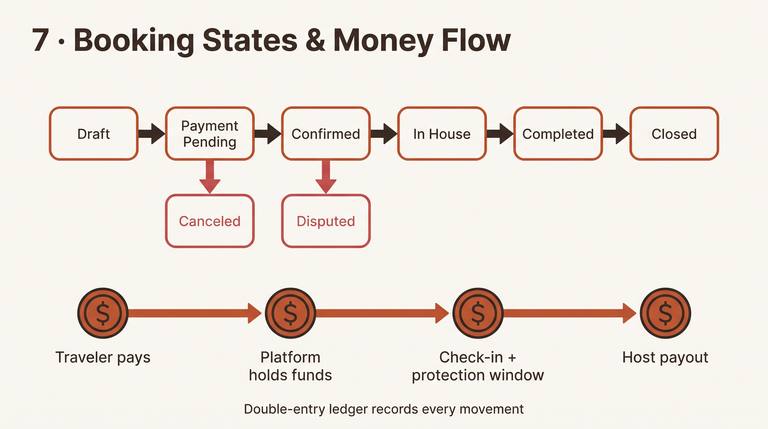 7 · Booking States & Money Flow
Draft
Payment
Pending
Confirmed
In House
Completed
Closed
Canceled
Disputed
$
$
$
$
Traveler pays
Platform
holds funds
Check-in +
protection window
Host payout
Double-entry ledger records every movement